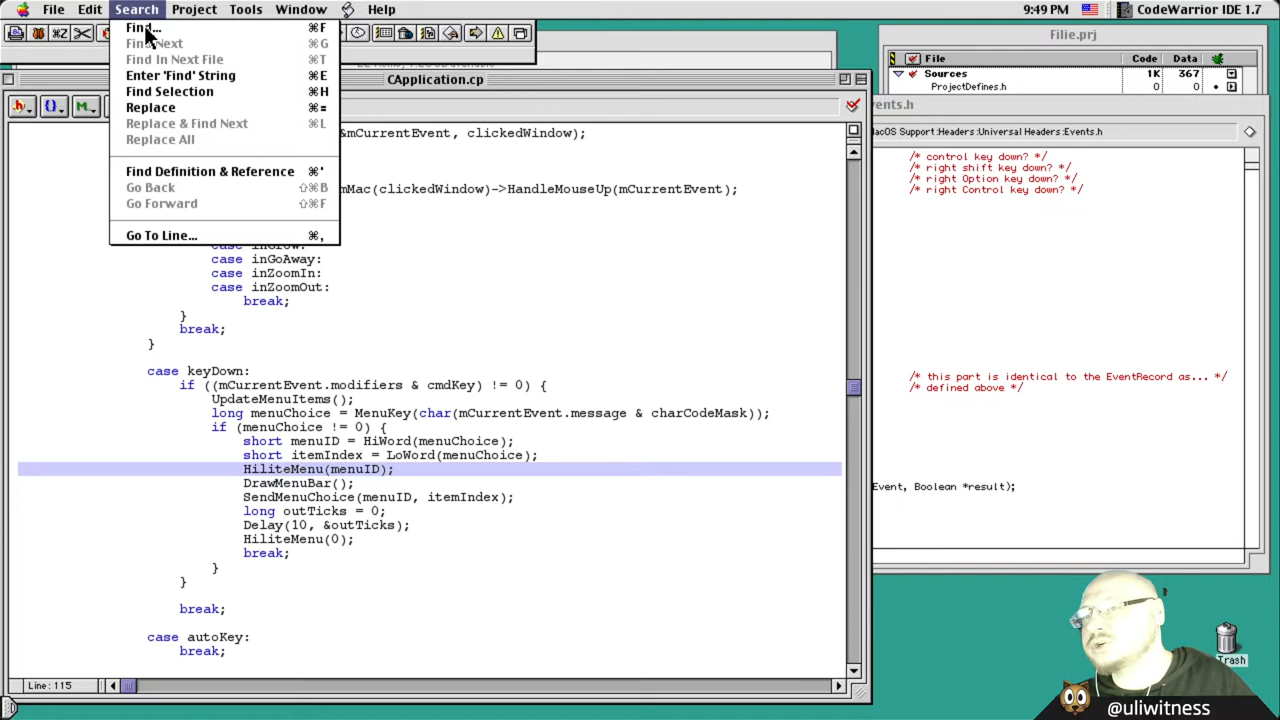 File Edit Search Project Tools Window Help 9:49 PM CodeWarrior IDE 1.7
Find... ⌘F
Find Next ⌘G
Find In Next File ⌘T
Enter 'Find' String ⌘E
Find Selection ⌘H
Replace ⌘=
Replace & Find Next ⌘L
Replace All
Find Definition & Reference ⌘'
Go Back ⇧⌘B
Go Forward ⇧⌘F
Go To Line... ⌘,
CApplication.cp
&mCurrentEvent, clickedWindow);
mMac(clickedWindow)->HandleMouseUp(mCurrentEvent);
case inGrow:
case inGoAway:
case inZoomIn:
case inZoomOut:
break;
}
break;
}
case keyDown:
if ((mCurrentEvent.modifiers & cmdKey) != 0) {
UpdateMenuItems();
long menuChoice = MenuKey(char(mCurrentEvent.message & charCodeMask));
if (menuChoice != 0) {
short menuID = HiWord(menuChoice);
short itemIndex = LoWord(menuChoice);
HiliteMenu(menuID);
DrawMenuBar();
SendMenuChoice(menuID, itemIndex);
long outTicks = 0;
Delay(10, &outTicks);
HiliteMenu(0);
break;
}
}
break;
case autoKey:
break;
Line: 115
Filie.prj
File Code Data
Sources 1K 367
ProjectDefines.h 0 0
vents.h
acOS Support:Headers:Universal Headers:Events.h
/* control key down? */
/* right shift key down? */
/* right Option key down? */
/* right Control key down? */
/* this part is identical to the EventRecord as... */
/* defined above */
Event, Boolean *result);
Trash
@uliwitness